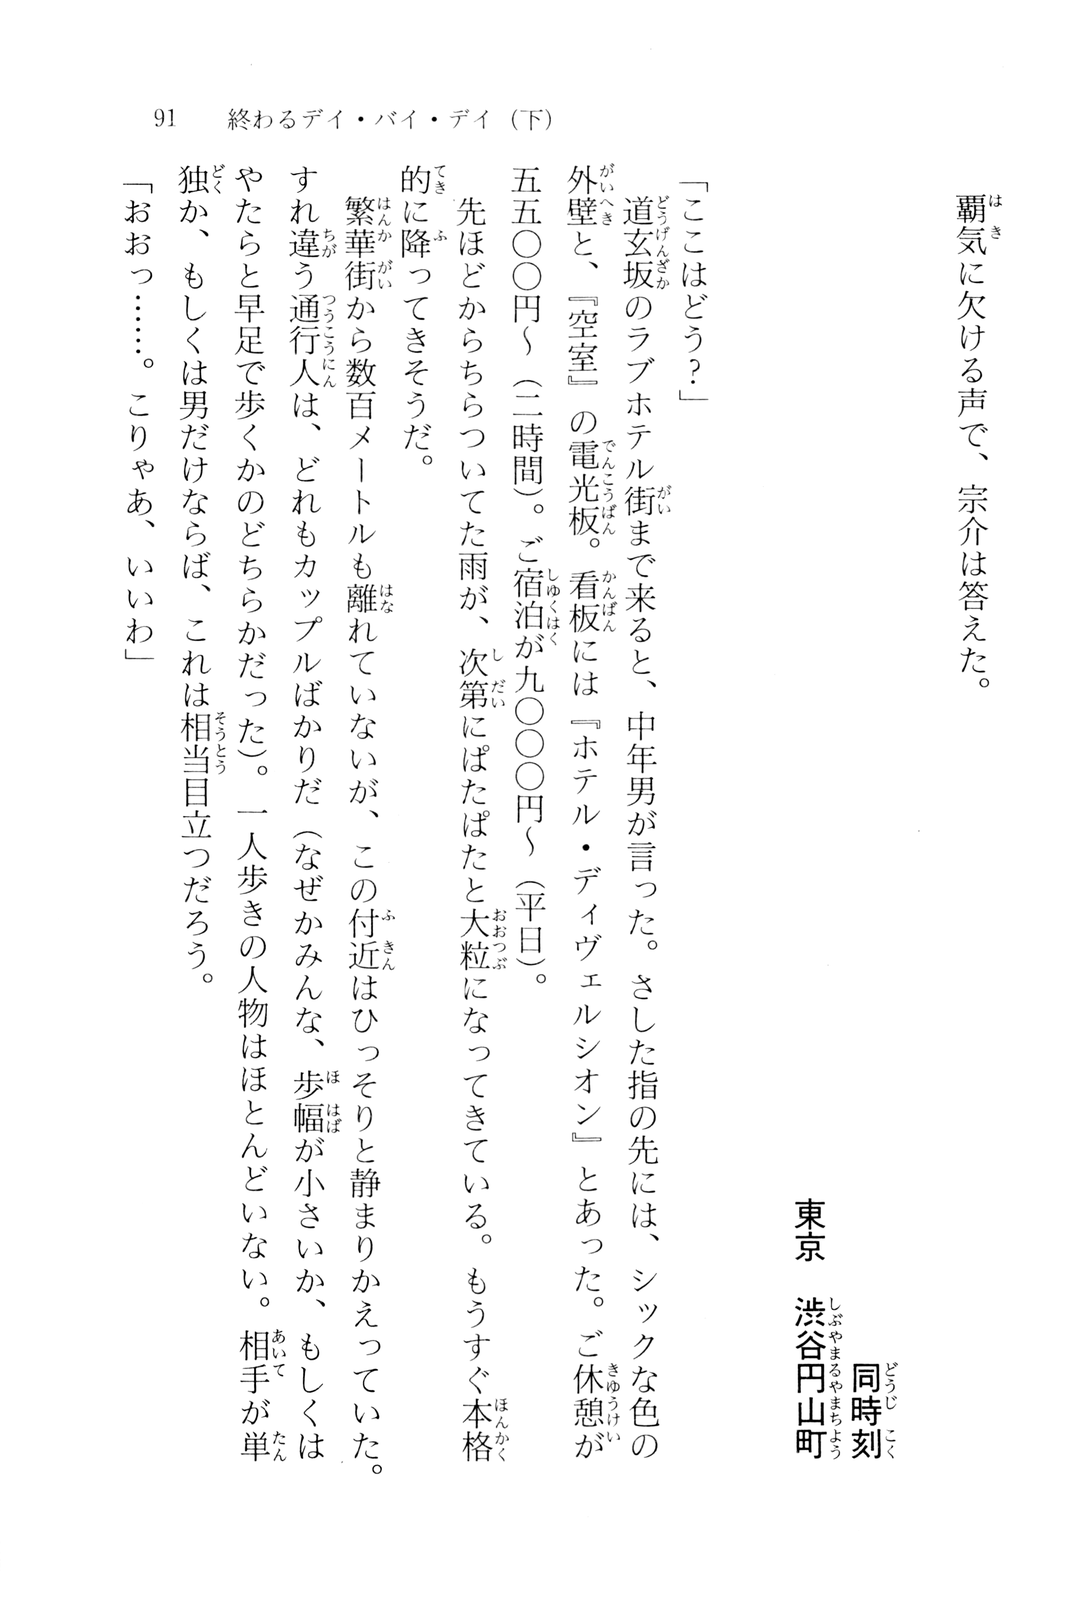 91　終わるデイ・バイ・デイ（下）
覇気に欠ける声で、宗介は答えた。
同時刻
東京　渋谷円山町
「ここはどう？」
道玄坂のラブホテル街まで来ると、中年男が言った。さした指の先には、シックな色の
外壁と、『空室』の電光板。看板には『ホテル・ディヴェルシオン』とあった。ご休憩が
五五〇〇円～（二時間）。ご宿泊が九〇〇〇円～（平日）。
先ほどからちらついてた雨が、次第にぱたぱたと大粒になってきている。もうすぐ本格
的に降ってきそうだ。
繁華街から数百メートルも離れていないが、この付近はひっそりと静まりかえっていた。
すれ違う通行人は、どれもカップルばかりだ（なぜかみんな、歩幅が小さいか、もしくは
やたらと早足で歩くかのどちらかだった）。一人歩きの人物はほとんどいない。相手が単
独か、もしくは男だけならば、これは相当目立つだろう。
「おおっ……。こりゃあ、いいわ」